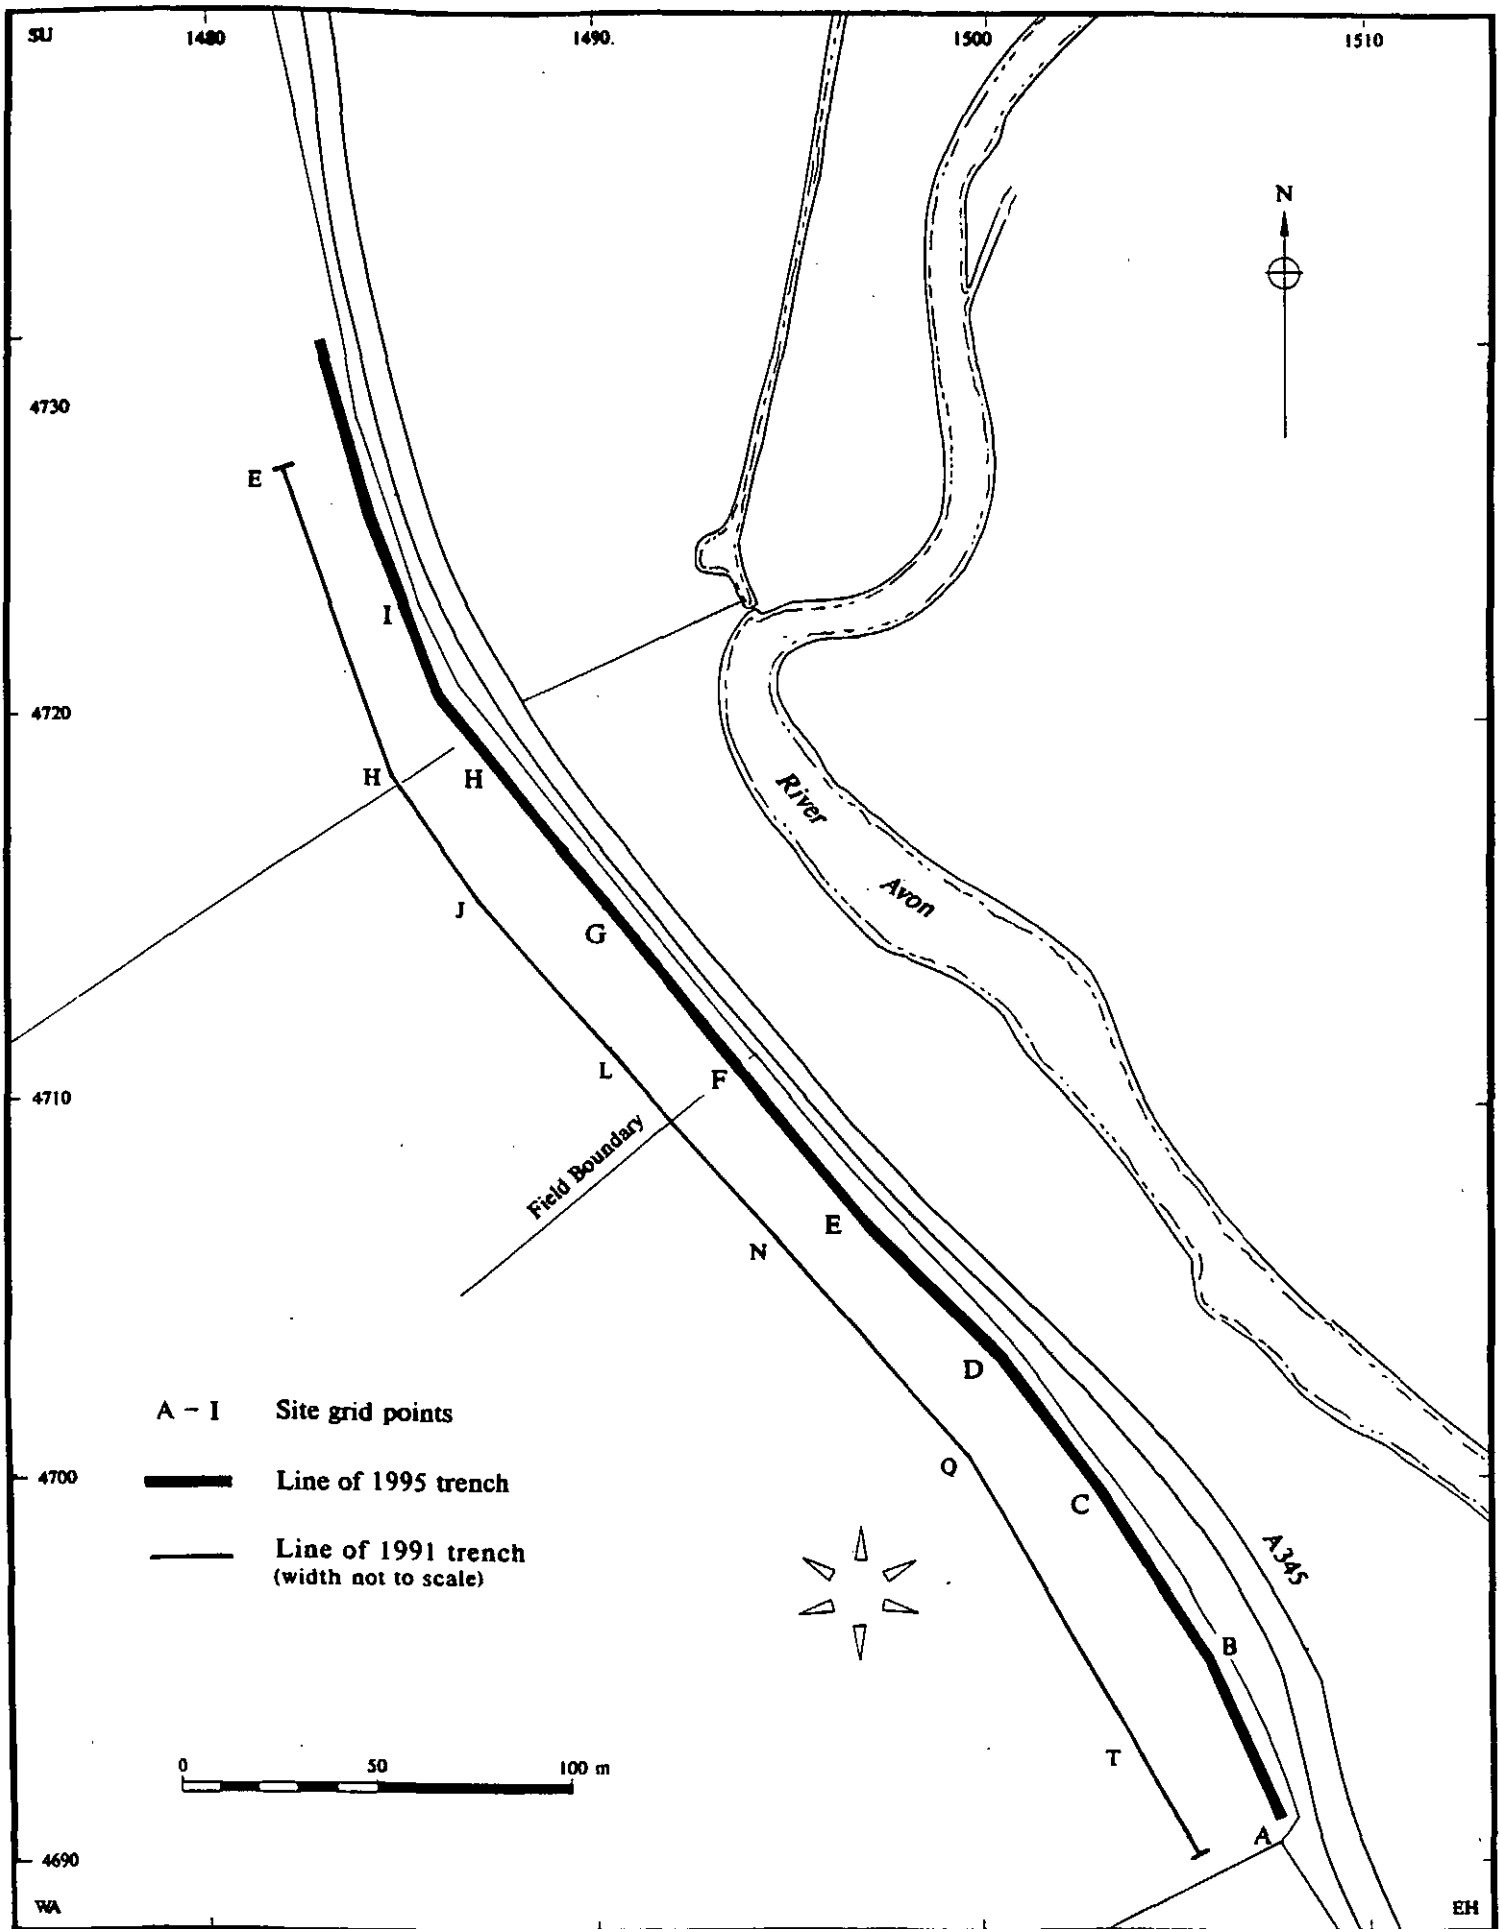 SU
1480
1490.
1500
1510
N
4730
E
I
4720
H
H
River
Avon
J
G
L
F
4710
Field Boundary
E
N
D
A - I Site grid points
Q
4700
Line of 1995 trench
C
Line of 1991 trench
(width not to scale)
A345
B
T
0 50 100 m
A
4690
WA
EH